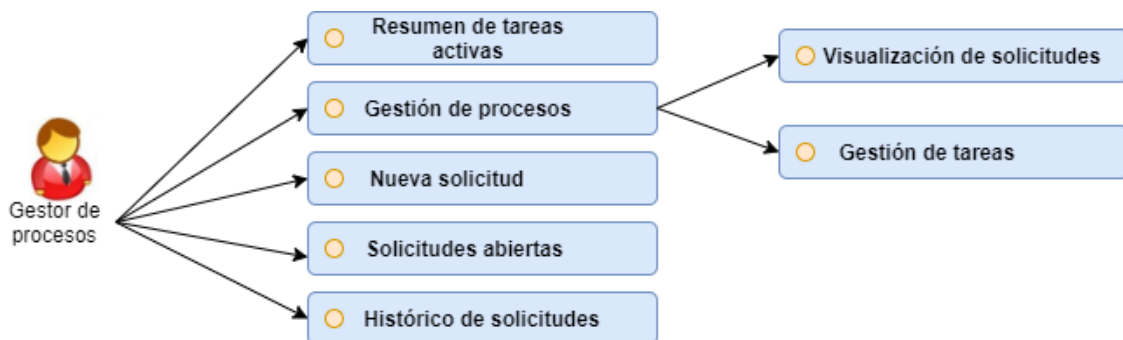 Resumen de tareas
activas
Visualización de solicitudes
Gestión de procesos
Gestión de tareas
Nueva solicitud
Gestor de
procesos
Solicitudes abiertas
Histórico de solicitudes